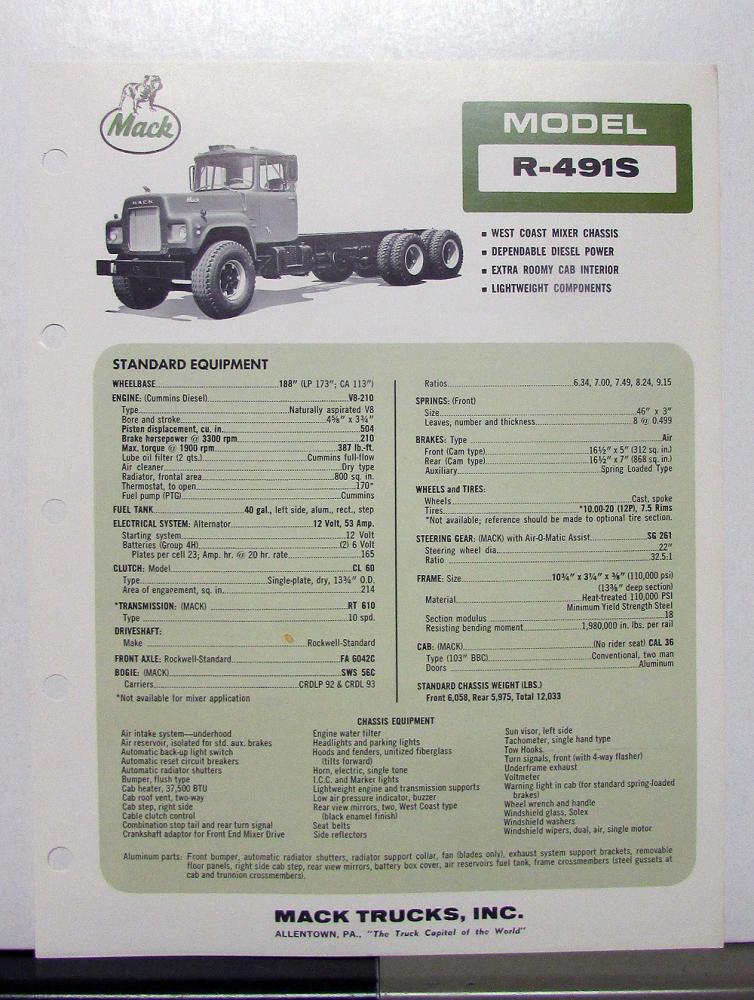 Mack
MODEL
R-491S
MACK
Mack
▪ WEST COAST MIXER CHASSIS
▪ DEPENDABLE DIESEL POWER
▪ EXTRA ROOMY CAB INTERIOR
▪ LIGHTWEIGHT COMPONENTS
STANDARD EQUIPMENT
WHEELBASE 188" (LP 173"; CA 113")
ENGINE: (Cummins Diesel) V8-210
Type Naturally aspirated V8
Bore and stroke 4⅝" x 3¾"
Piston displacement, cu. in. 504
Brake horsepower @ 3300 rpm 210
Max. torque @ 1900 rpm 387 lb.-ft.
Lube oil filter (2 qts.) Cummins full-flow
Air cleaner Dry type
Radiator, frontal area 800 sq. in.
Thermostat, to open 170°
Fuel pump (PTG) Cummins
FUEL TANK 40 gal., left side, alum., rect., step
ELECTRICAL SYSTEM: Alternator 12 Volt, 53 Amp.
Starting system 12 Volt
Batteries (Group 4H) (2) 6 Volt
Plates per cell 23; Amp. hr. @ 20 hr. rate 165
CLUTCH: Model CL 60
Type Single-plate, dry, 13¾" O.D.
Area of engagement, sq. in. 214
*TRANSMISSION: (MACK) RT 610
Type 10 spd.
DRIVESHAFT:
Make Rockwell-Standard
FRONT AXLE: Rockwell-Standard FA 6042C
BOGIE: (MACK) SWS 56C
Carriers CRDLP 92 & CRDL 93
*Not available for mixer application
Ratios 6.34, 7.00, 7.49, 8.24, 9.15
SPRINGS: (Front)
Size 46" x 3"
Leaves, number and thickness 8 @ 0.499
BRAKES: Type Air
Front (Cam type) 16½" x 5" (312 sq. in.)
Rear (Cam type) 16½" x 7" (868 sq. in.)
Auxiliary Spring Loaded Type
WHEELS and TIRES:
Wheels Cast, spoke
Tires *10.00-20 (12P), 7.5 Rims
*Not available; reference should be made to optional tire section.
STEERING GEAR: (MACK) with Air-O-Matic Assist SG 261
Steering wheel dia. 22"
Ratio 32.5:1
FRAME: Size 10¾" x 3¼" x ⅜" (110,000 psi)
(13⅜" deep section)
Material Heat-treated 110,000 PSI
Minimum Yield Strength Steel
Section modulus 18
Resisting bending moment 1,980,000 in. lbs. per rail
CAB: (MACK) (No rider seat) CAL 36
Type (103" BBC) Conventional, two man
Doors Aluminum
STANDARD CHASSIS WEIGHT (LBS.)
Front 6,058, Rear 5,975, Total 12,033
CHASSIS EQUIPMENT
Air intake system—underhood
Air reservoir, isolated for std. aux. brakes
Automatic back-up light switch
Automatic reset circuit breakers
Automatic radiator shutters
Bumper, flush type
Cab heater, 37,500 BTU
Cab roof vent, two-way
Cab step, right side
Cable clutch control
Combination stop tail and rear turn signal
Crankshaft adaptor for Front End Mixer Drive
Engine water filter
Headlights and parking lights
Hoods and fenders, unitized fiberglass
(tilts forward)
Horn, electric, single tone
I.C.C. and Marker lights
Lightweight engine and transmission supports
Low air pressure indicator, buzzer
Rear view mirrors, two, West Coast type
(black enamel finish)
Seat belts
Side reflectors
Sun visor, left side
Tachometer, single hand type
Tow Hooks
Turn signals, front (with 4-way flasher)
Underframe exhaust
Voltmeter
Warning light in cab (for standard spring-loaded
brakes)
Wheel wrench and handle
Windshield glass, Solex
Windshield washers
Windshield wipers, dual, air, single motor
Aluminum parts: Front bumper, automatic radiator shutters, radiator support collar, fan (blades only), exhaust system support brackets, removable
floor panels, right side cab step, rear view mirrors, battery box cover, air reservoirs fuel tank, frame crossmembers (steel gussets at
cab and trunnion crossmembers).
MACK TRUCKS, INC.
ALLENTOWN, PA., "The Truck Capital of the World"